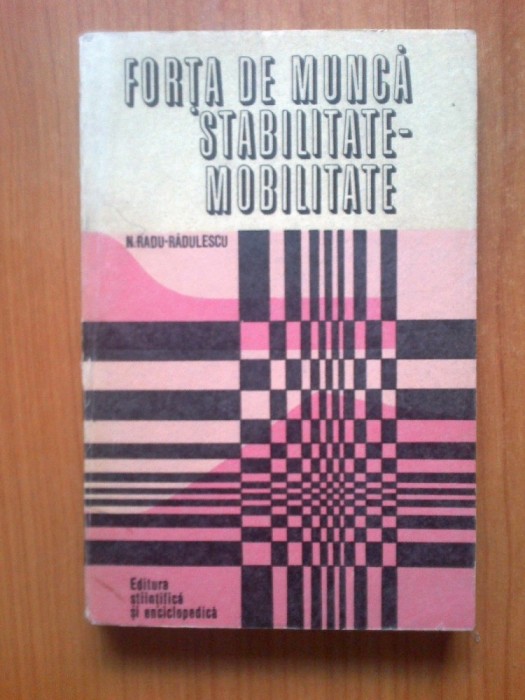 FORȚA DE MUNCĂ
STABILITATE-
MOBILITATE
N.RADU-RĂDULESCU
Editura
științifică
și enciclopedică